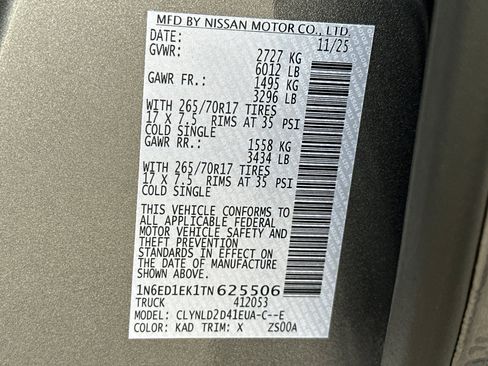 MFD BY NISSAN MOTOR CO., LTD.
DATE: 11/25
GVWR: 2727 KG
6012 LB
GAWR FR.: 1495 KG
3296 LB
WITH 265/70R17 TIRES
17 X 7.5 RIMS AT 35 PSI
COLD SINGLE
GAWR RR.: 1558 KG
3434 LB
WITH 265/70R17 TIRES
17 X 7.5 RIMS AT 35 PSI
COLD SINGLE
THIS VEHICLE CONFORMS TO
ALL APPLICABLE FEDERAL
MOTOR VEHICLE SAFETY AND
THEFT PREVENTION
STANDARDS IN EFFECT ON
THE DATE OF MANUFACTURE
SHOWN ABOVE.
1N6ED1EK1TN625506
TRUCK 412053
MODEL: CLYNLD2D41EUA-C--E
COLOR: KAD TRIM: X ZS00A